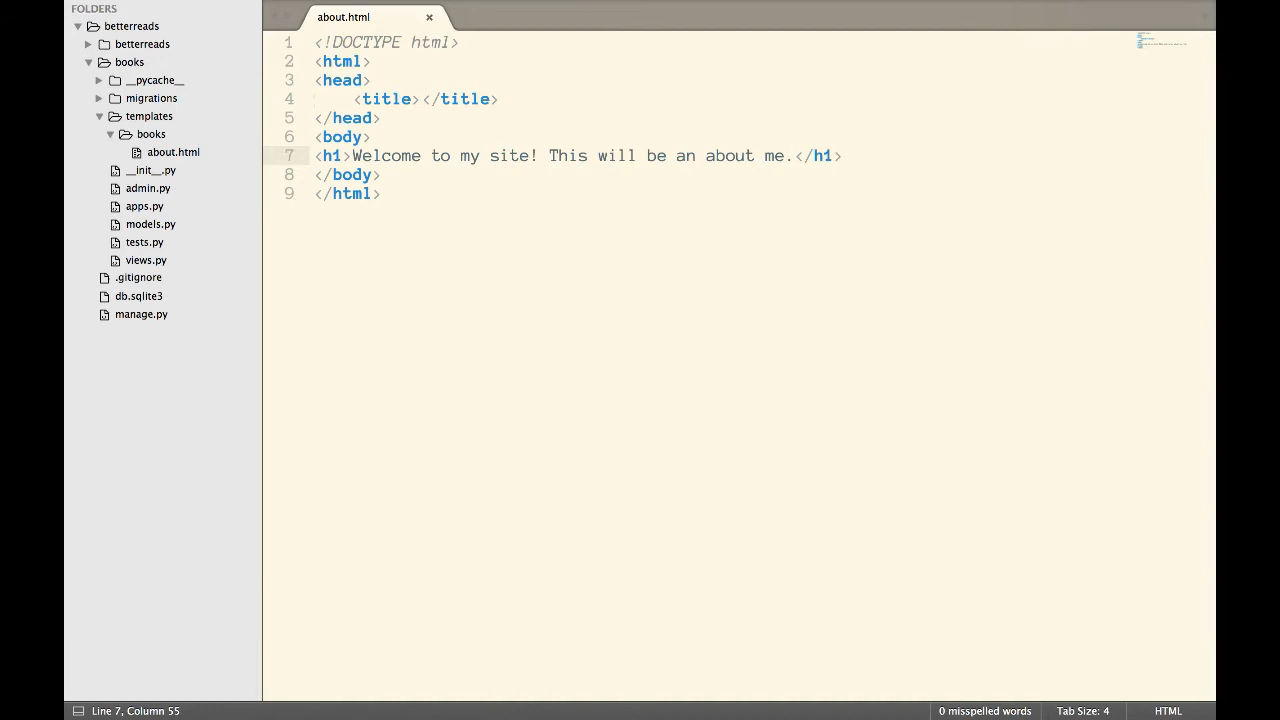 FOLDERS
betterreads
betterreads
books
__pycache__
migrations
templates
books
about.html
__init__.py
admin.py
apps.py
models.py
tests.py
views.py
.gitignore
db.sqlite3
manage.py
about.html
1 <!DOCTYPE html>
2 <html>
3 <head>
4     <title></title>
5 </head>
6 <body>
7 <h1>Welcome to my site! This will be an about me.</h1>
8 </body>
9 </html>
Line 7, Column 55
0 misspelled words
Tab Size: 4
HTML